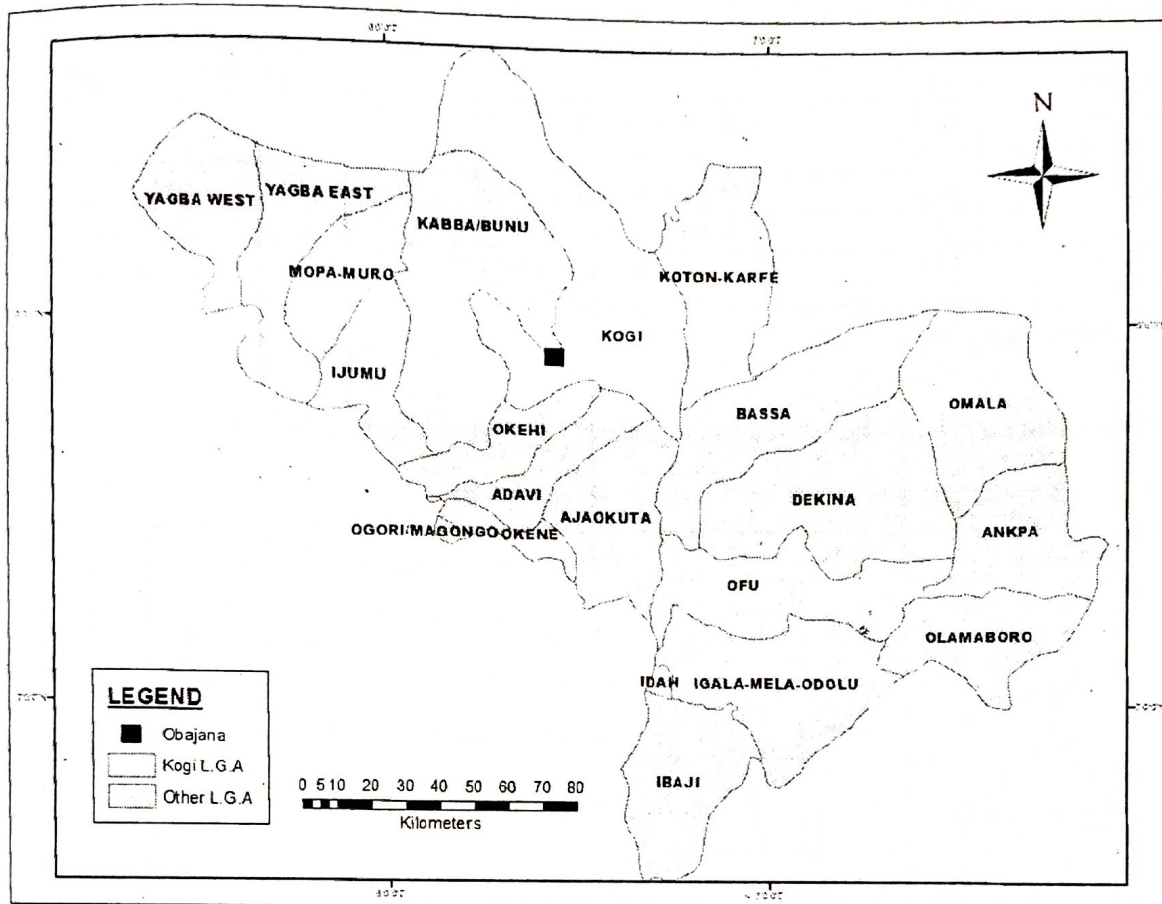 N
YAGBA WEST
YAGBA EAST
KABBA/BUNU
MOPA-MURO
KOTON-KARFE
KOGI
IJUMU
OMALA
BASSA
OKEHI
ADAVI
DEKINA
AJAOKUTA
OGORI/MAGONGO
OKENE
ANKPA
OFU
OLAMABORO
IDAH
IGALA-MELA-ODOLU
IBAJI
LEGEND
Obajana
Kogi L.G.A
Other L.G.A
0 5 10 20 30 40 50 60 70 80
Kilometers